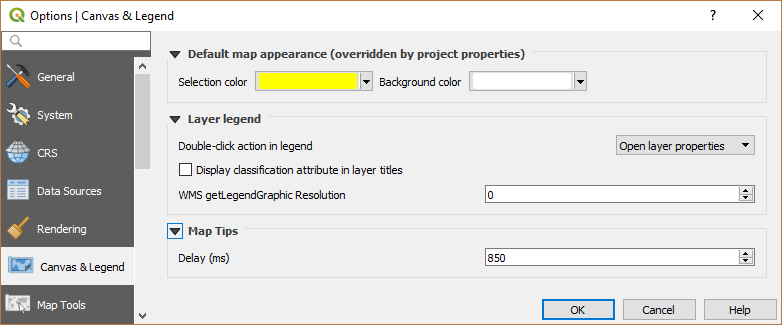 Options | Canvas & Legend
?
General
System
CRS
Data Sources
Rendering
Canvas & Legend
Map Tools
Default map appearance (overridden by project properties)
Selection color Background color
Layer legend
Double-click action in legend Open layer properties
Display classification attribute in layer titles
WMS getLegendGraphic Resolution 0
Map Tips
Delay (ms) 850
OK Cancel Help